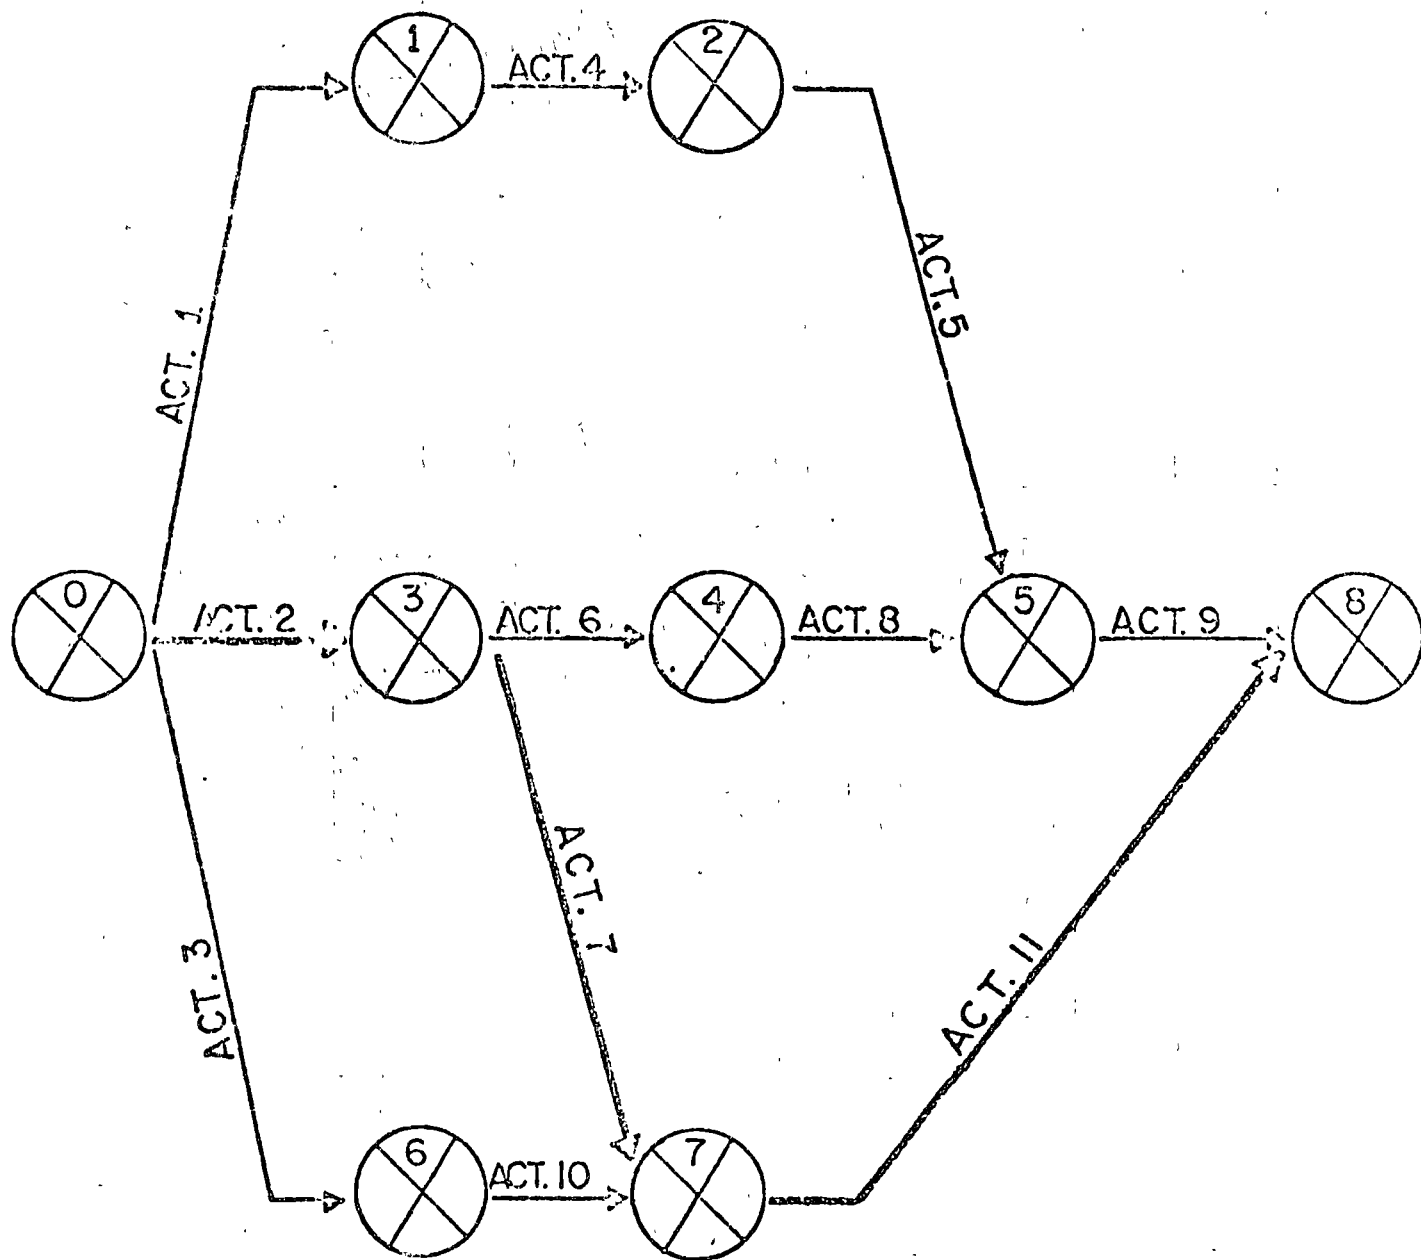 1
ACT. 4
2
ACT. 1
ACT. 5
0
ACT. 2
3
ACT. 6
4
ACT. 8
5
ACT. 9
8
ACT. 7
ACT. 3
ACT. 11
6
ACT. 10
7